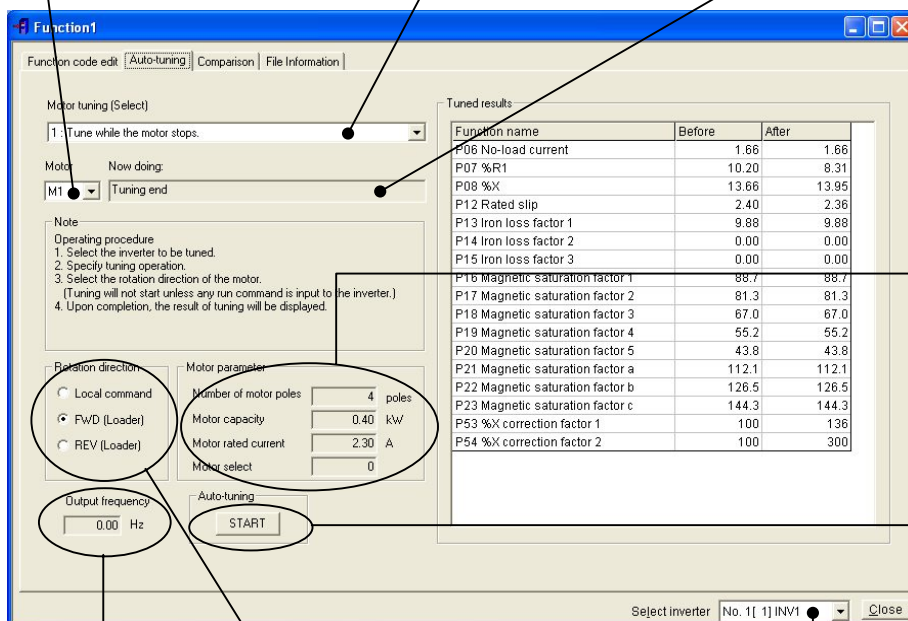 Function1
Function code edit Auto-tuning Comparison File Information
Motor tuning (Select)
1 : Tune while the motor stops.
Motor Now doing:
M1 Tuning end
Note
Operating procedure
1. Select the inverter to be tuned.
2. Specify tuning operation.
3. Select the rotation direction of the motor.
(Tuning will not start unless any run command is input to the inverter.)
4. Upon completion, the result of tuning will be displayed.
Rotation direction
Local command
FWD (Loader)
REV (Loader)
Motor parameter
Number of motor poles 4 poles
Motor capacity 0.40 kW
Motor rated current 2.30 A
Motor select 0
Output frequency
0.00 Hz
Auto-tuning
START
Tuned results
Function name Before After
P06 No-load current 1.66 1.66
P07 %R1 10.20 8.31
P08 %X 13.66 13.95
P12 Rated slip 2.40 2.36
P13 Iron loss factor 1 9.88 9.88
P14 Iron loss factor 2 0.00 0.00
P15 Iron loss factor 3 0.00 0.00
P16 Magnetic saturation factor 1 88.7 88.7
P17 Magnetic saturation factor 2 81.3 81.3
P18 Magnetic saturation factor 3 67.0 67.0
P19 Magnetic saturation factor 4 55.2 55.2
P20 Magnetic saturation factor 5 43.8 43.8
P21 Magnetic saturation factor a 112.1 112.1
P22 Magnetic saturation factor b 126.5 126.5
P23 Magnetic saturation factor c 144.3 144.3
P53 %X correction factor 1 100 136
P54 %X correction factor 2 100 300
Select inverter No. 1[ 1] INV1 Close